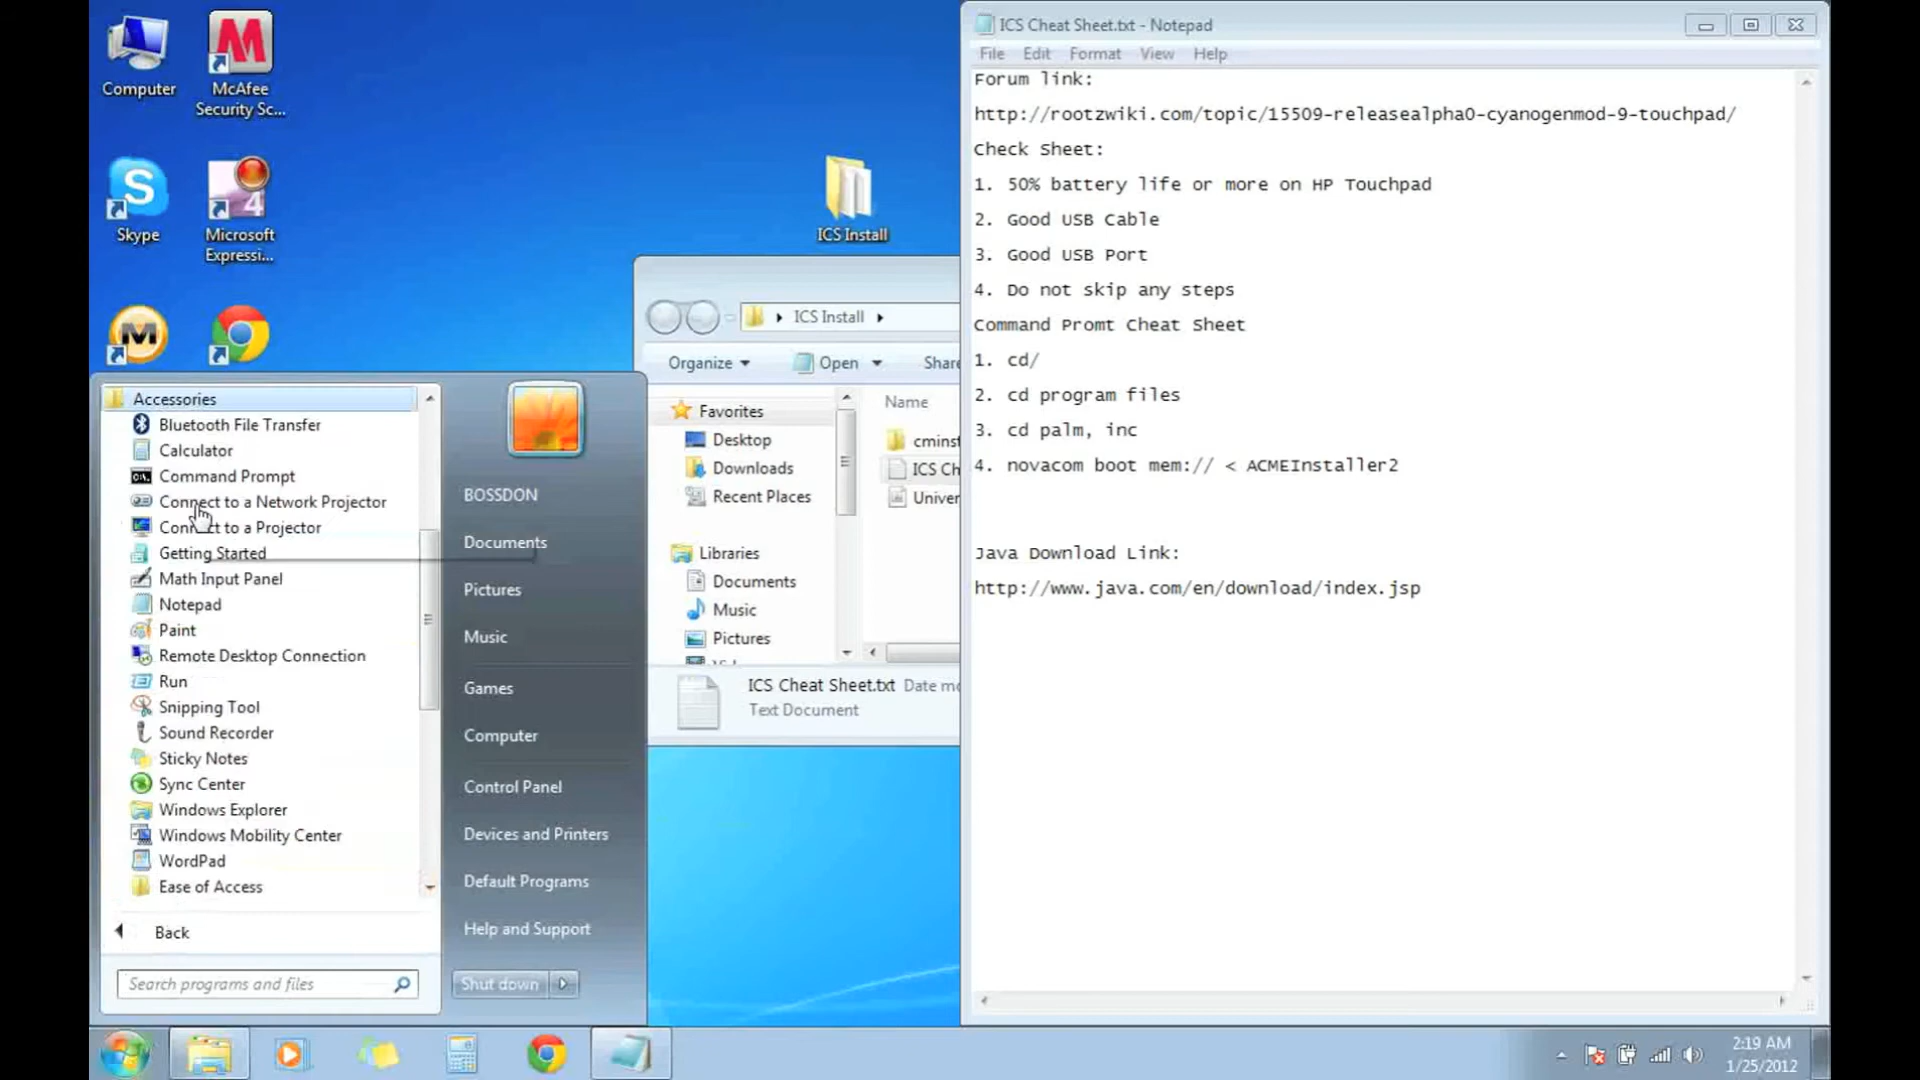 Computer
McAfee
Security Sc...
Skype
Microsoft
Expressi...
ICS Install
Accessories
Bluetooth File Transfer
Calculator
Command Prompt
Connect to a Network Projector
Connect to a Projector
Getting Started
Math Input Panel
Notepad
Paint
Remote Desktop Connection
Run
Snipping Tool
Sound Recorder
Sticky Notes
Sync Center
Windows Explorer
Windows Mobility Center
WordPad
Ease of Access
Back
Search programs and files
BOSSDON
Documents
Pictures
Music
Games
Computer
Control Panel
Devices and Printers
Default Programs
Help and Support
Shut down
ICS Install
Organize Open Share
Favorites
Desktop
Downloads
Recent Places
Libraries
Documents
Music
Pictures
Name
cminst
ICS Ch
Univer
ICS Cheat Sheet.txt Date mo
Text Document
ICS Cheat Sheet.txt - Notepad
File Edit Format View Help
Forum link:
http://rootzwiki.com/topic/15509-releasealpha0-cyanogenmod-9-touchpad/
Check Sheet:
1. 50% battery life or more on HP Touchpad
2. Good USB Cable
3. Good USB Port
4. Do not skip any steps
Command Promt Cheat Sheet
1. cd/
2. cd program files
3. cd palm, inc
4. novacom boot mem:// < ACMEInstaller2
Java Download Link:
http://www.java.com/en/download/index.jsp
2:19 AM
1/25/2012